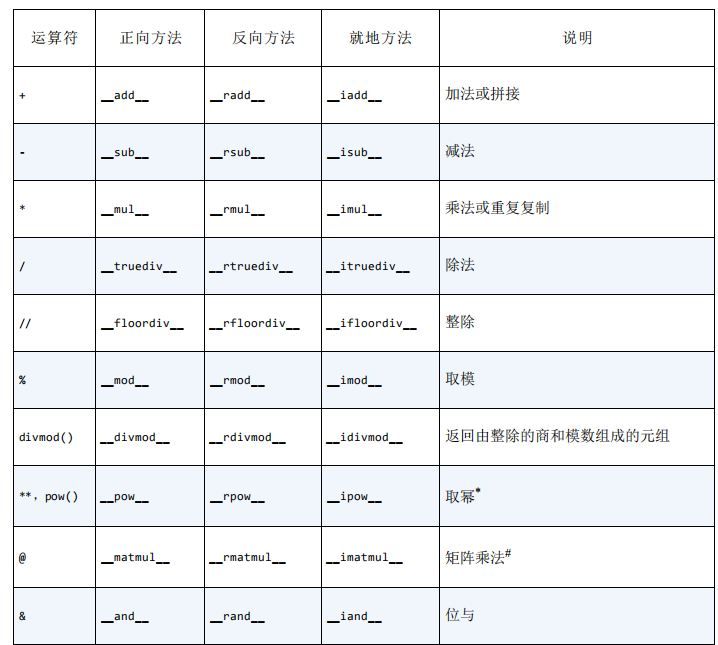 运算符 正向方法 反向方法 就地方法 说明
+ __add__ __radd__ __iadd__ 加法或拼接
- __sub__ __rsub__ __isub__ 减法
* __mul__ __rmul__ __imul__ 乘法或重复复制
/ __truediv__ __rtruediv__ __itruediv__ 除法
// __floordiv__ __rfloordiv__ __ifloordiv__ 整除
% __mod__ __rmod__ __imod__ 取模
divmod() __divmod__ __rdivmod__ __idivmod__ 返回由整除的商和模数组成的元组
**，pow() __pow__ __rpow__ __ipow__ 取幂*
@ __matmul__ __rmatmul__ __imatmul__ 矩阵乘法#
& __and__ __rand__ __iand__ 位与